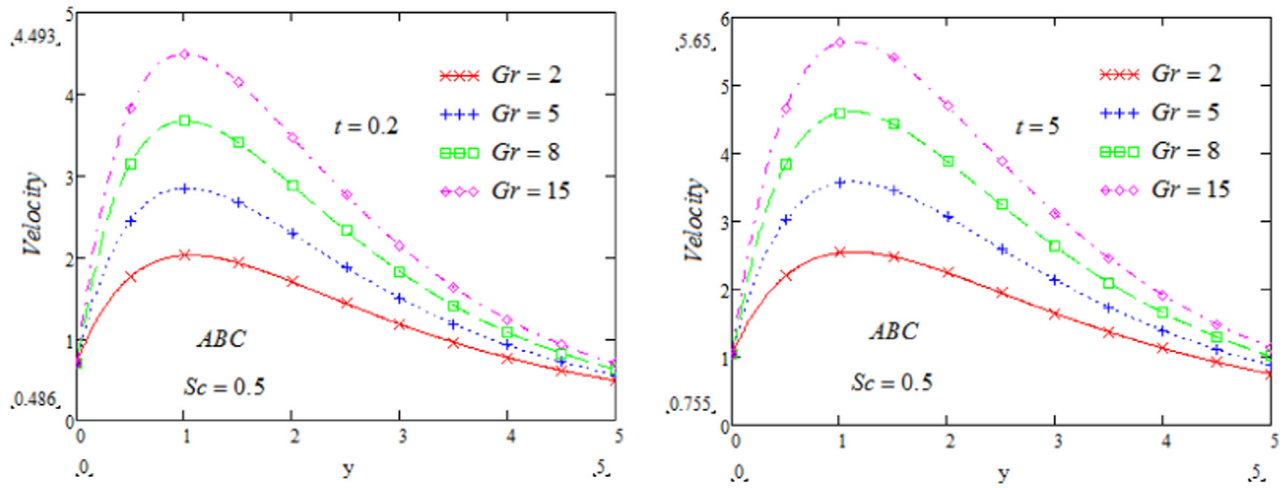 5
4.493
4
3
2
1
0.486
0
Velocity
Gr = 2
Gr = 5
Gr = 8
Gr = 15
t = 0.2
ABC
Sc = 0.5
0 1 2 3 4 5
0 y 5
6
5.65
5
4
3
2
1
0.755
0
Velocity
Gr = 2
Gr = 5
Gr = 8
Gr = 15
t = 5
ABC
Sc = 0.5
0 1 2 3 4 5
0 y 5